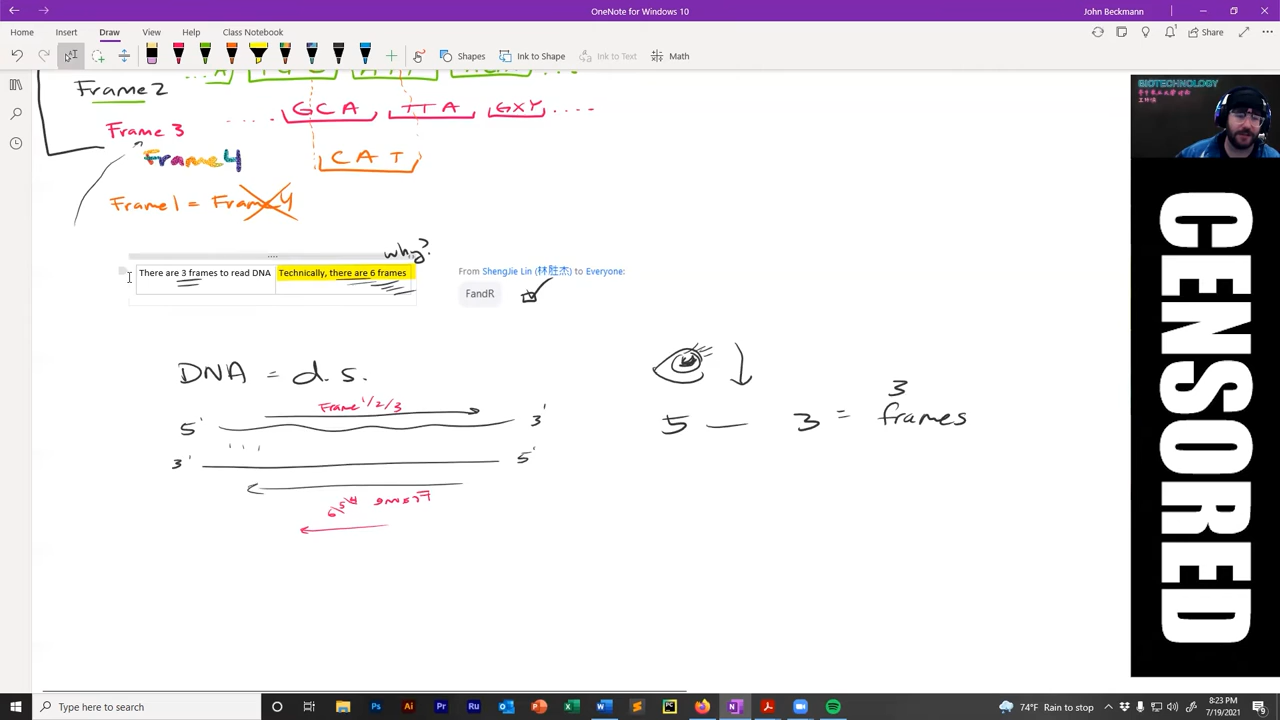 OneNote for Windows 10
John Beckmann
Home Insert Draw View Help Class Notebook
Share
Shapes Ink to Shape Ink to Text Math
Frame 2
GCA TTA GXY ....
Frame 3
Frame 4
CAT
Frame 1 = Frame 4
why?
There are 3 frames to read DNA Technically, there are 6 frames
From ShengJie Lin (林胜杰) to Everyone:
FandR
DNA = d.s.
Frame 1/2/3
5' 3'
3' 5'
Frame 4/5/6
5 — 3 = 3 frames
BIOTECHNOLOGY
CENSORED
Type here to search
74°F Rain to stop
8:23 PM
7/19/2021